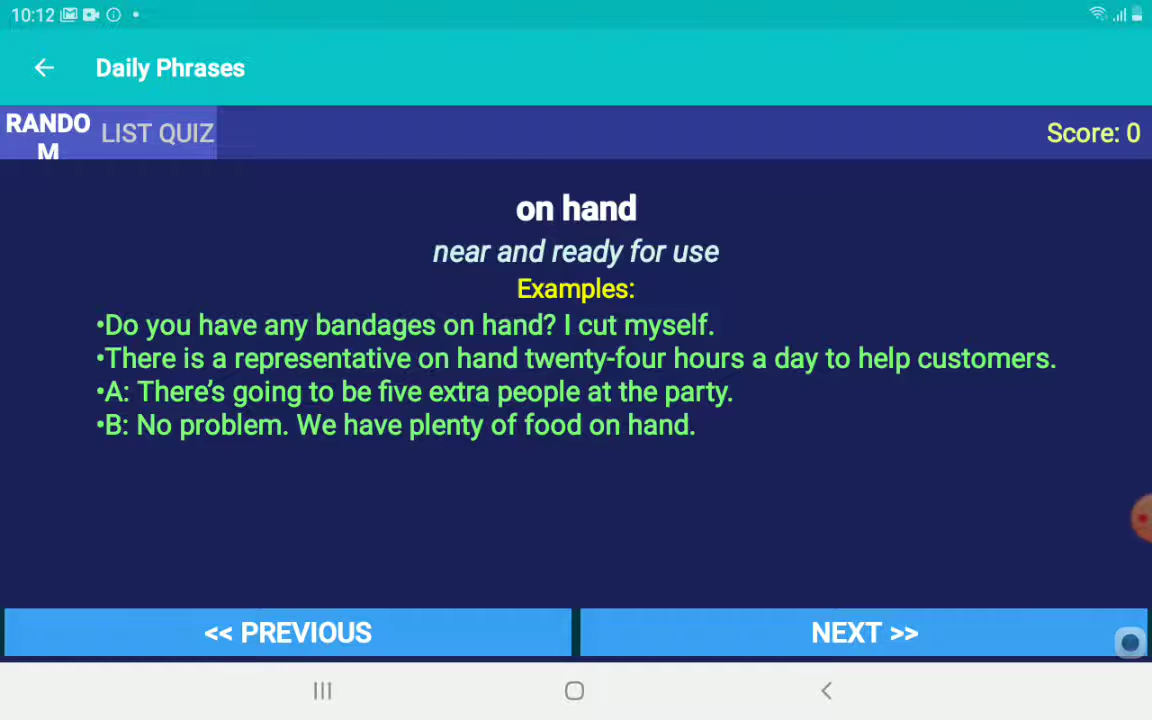 10:12
Daily Phrases
RANDO
M
LIST QUIZ
Score: 0
on hand
near and ready for use
Examples:
•Do you have any bandages on hand? I cut myself.
•There is a representative on hand twenty-four hours a day to help customers.
•A: There's going to be five extra people at the party.
•B: No problem. We have plenty of food on hand.
<< PREVIOUS
NEXT >>